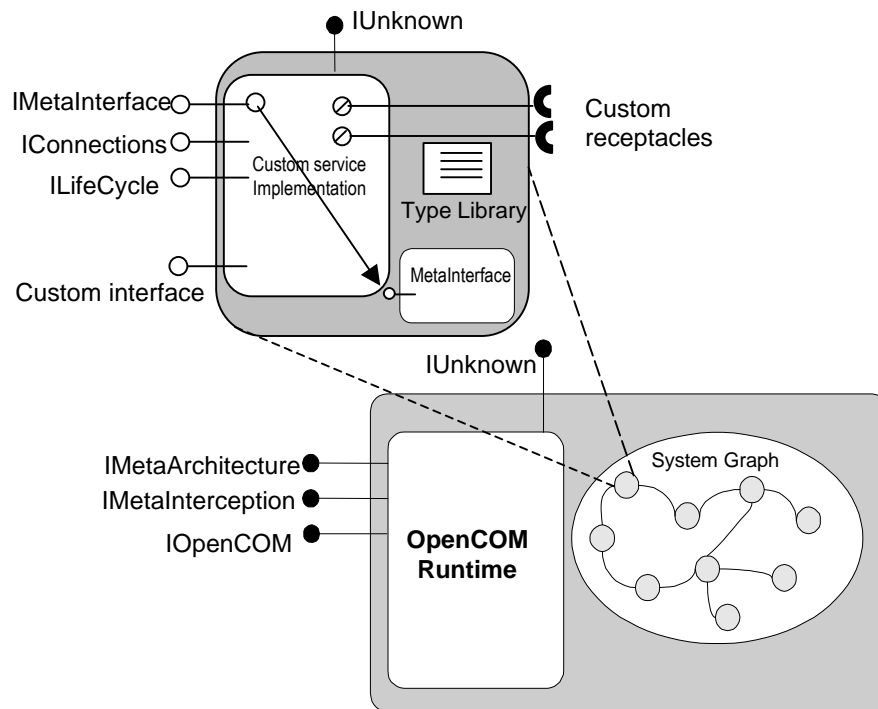 IUnknown
IMetaInterface
IConnections
ILifeCycle
Custom interface
Custom service
Implementation
Type Library
MetaInterface
Custom
receptacles
IUnknown
IMetaArchitecture
IMetaInterception
IOpenCOM
OpenCOM
Runtime
System Graph